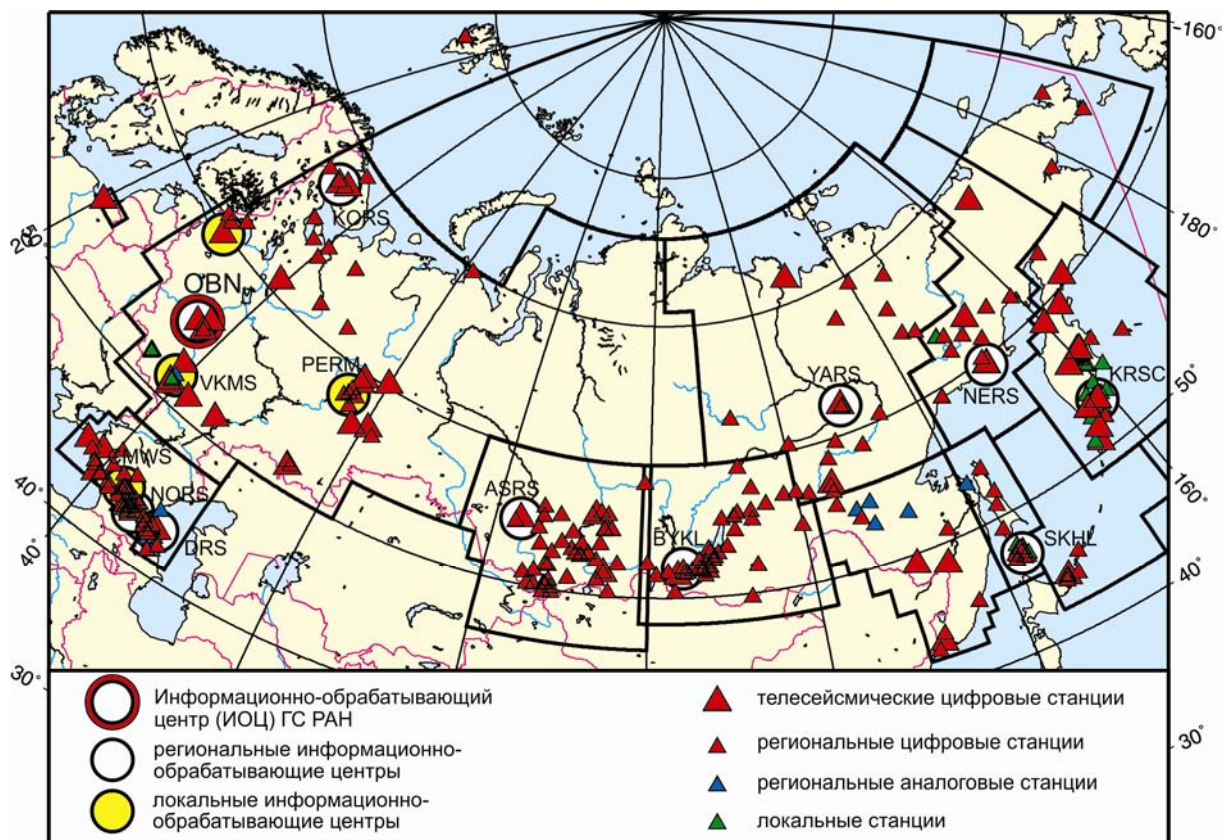 -160°
180°
50°
160°
40°
30°
20°
40°
40°
30°
KORS
OBN
VKMS
PERM
CMWS
NORS
DRS
ASRS
BYKL
YARS
NERS
KRSC
SKHL
Информационно-обрабатывающий
центр (ИОЦ) ГС РАН
региональные информационно-
обрабатывающие центры
локальные информационно-
обрабатывающие центры
телесейсмические цифровые станции
региональные цифровые станции
региональные аналоговые станции
локальные станции